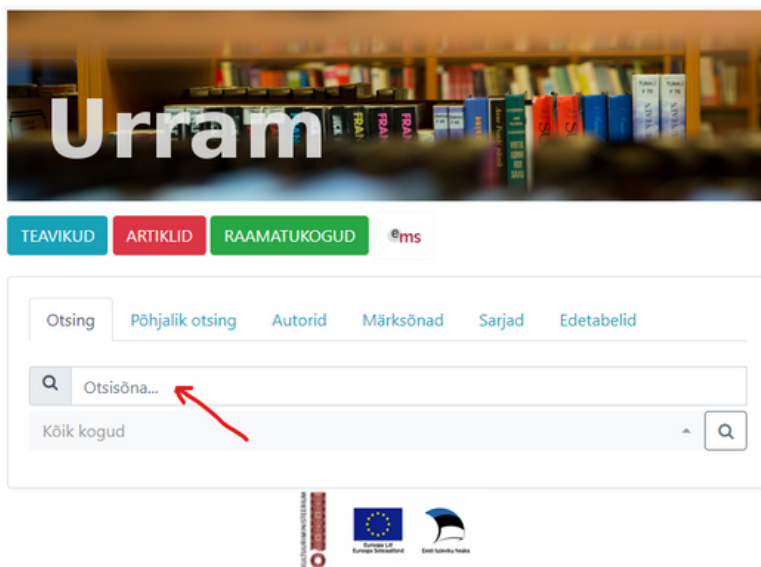 Urram
TEAVIKUD
ARTIKLID
RAAMATUKOGUD
ems
Otsing
Põhjalik otsing
Autorid
Märksõnad
Sarjad
Edetabelid
Otsisõna...
Kõik kogud
KULTUURIMINISTEERIUM
Euroopa Liit
Euroopa Sotsiaalfond
Eesti tuleviku heaks